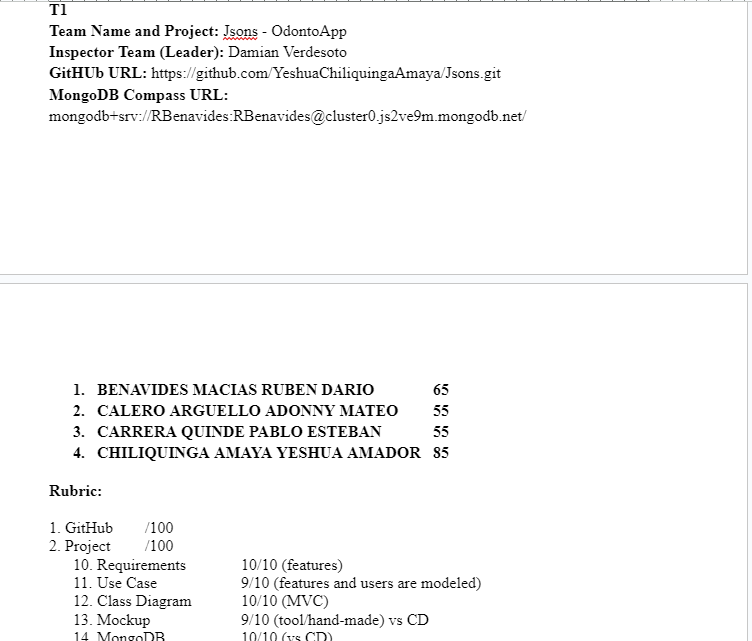 T1
Team Name and Project: Jsons - OdontoApp
Inspector Team (Leader): Damian Verdesoto
GitHUb URL: https://github.com/YeshuaChiliquingaAmaya/Jsons.git
MongoDB Compass URL:
mongodb+srv://RBenavides:RBenavides@cluster0.js2ve9m.mongodb.net/
1. BENAVIDES MACIAS RUBEN DARIO 65
2. CALERO ARGUELLO ADONNY MATEO 55
3. CARRERA QUINDE PABLO ESTEBAN 55
4. CHILIQUINGA AMAYA YESHUA AMADOR 85
Rubric:
1. GitHub /100
2. Project /100
10. Requirements 10/10 (features)
11. Use Case 9/10 (features and users are modeled)
12. Class Diagram 10/10 (MVC)
13. Mockup 9/10 (tool/hand-made) vs CD
14. MongoDB 10/10 (vs CD)